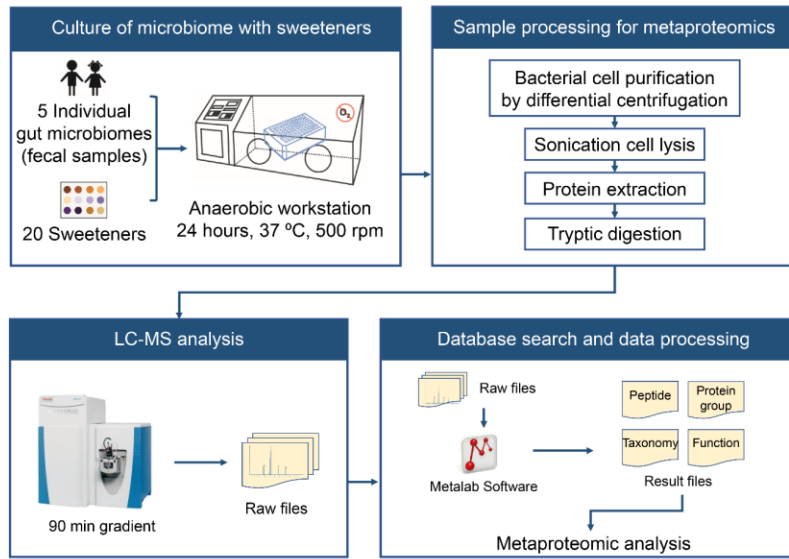 Culture of microbiome with sweeteners
5 Individual
gut microbiomes
(fecal samples)
20 Sweeteners
O₂
Anaerobic workstation
24 hours, 37 ºC, 500 rpm
Sample processing for metaproteomics
Bacterial cell purification
by differential centrifugation
Sonication cell lysis
Protein extraction
Tryptic digestion
LC-MS analysis
90 min gradient
Raw files
Database search and data processing
Raw files
Metalab Software
Peptide
Protein
group
Taxonomy
Function
Result files
Metaproteomic analysis